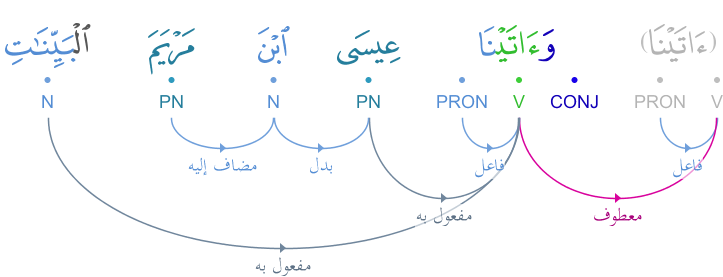 (ءَاتَيْنَا) وَءَاتَيْنَا عِيسَى ٱبْنَ مَرْيَمَ ٱلْبَيِّنَـٰتِ
V PRON CONJ V PRON PN N PN N
فاعل فاعل بدل مضاف إليه
معطوف مفعول به
مفعول به